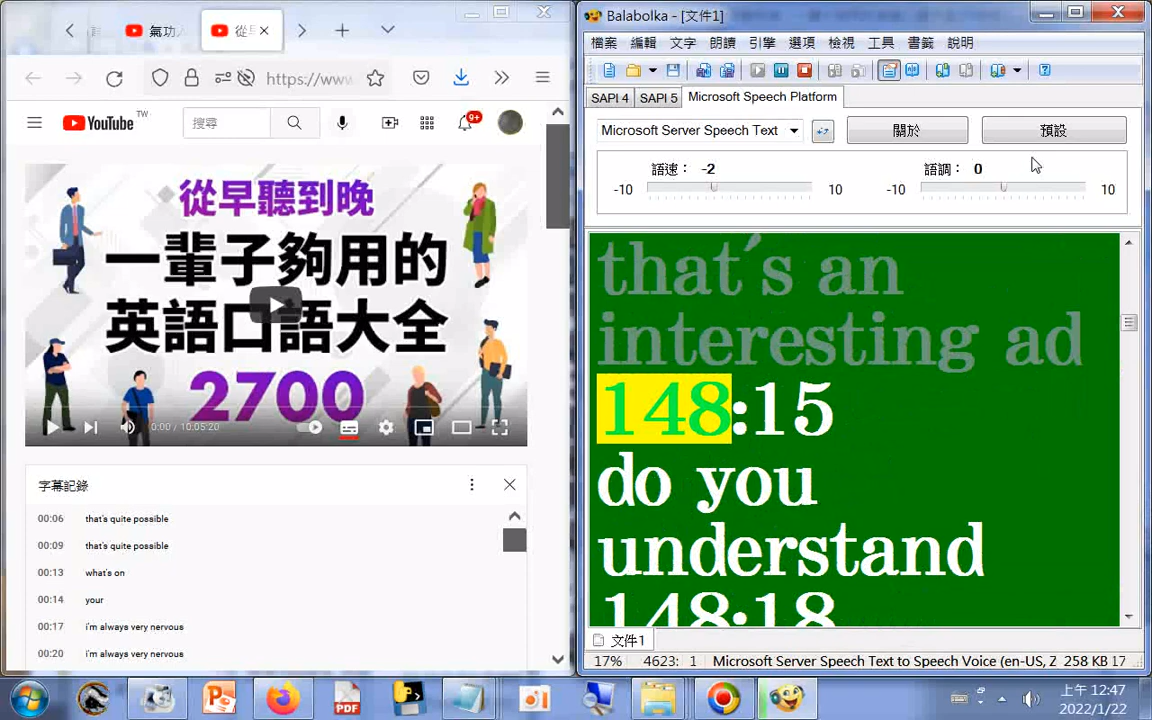 氣功
從
https://www
YouTube TW
搜尋
9+
從早聽到晚
一輩子夠用的
英語口語大全
2700
0:00 / 10:05:20
字幕記錄
00:06 that's quite possible
00:09 that's quite possible
00:13 what's on
00:14 your
00:17 i'm always very nervous
00:20 i'm always very nervous
Balabolka - [文件1]
檔案 編輯 文字 朗讀 引擎 選項 檢視 工具 書籤 說明
SAPI 4 SAPI 5 Microsoft Speech Platform
Microsoft Server Speech Text
關於
預設
語速： -2
-10 10
語調： 0
-10 10
that´s an
interesting ad
148:15
do you
understand
148:18
文件1
17% 4623: 1 Microsoft Server Speech Text to Speech Voice (en-US, Z 258 KB 17
PDF
上午 12:47
2022/1/22